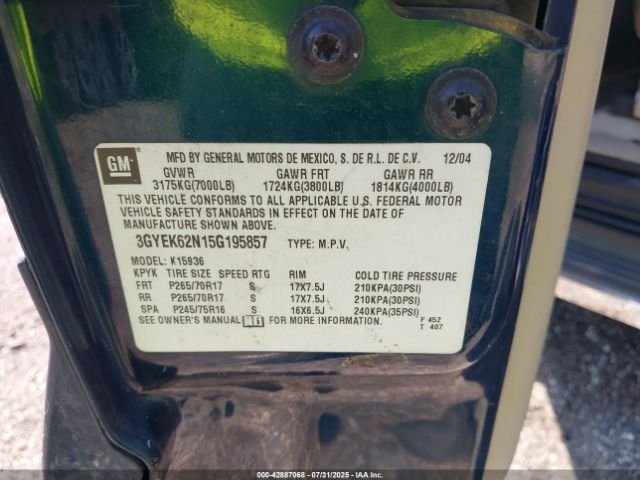 GM
MFD BY GENERAL MOTORS DE MEXICO, S. DE R.L. DE C.V. 12/04
GVWR GAWR FRT GAWR RR
3175KG(7000LB) 1724KG(3800LB) 1814KG(4000LB)
THIS VEHICLE CONFORMS TO ALL APPLICABLE U.S. FEDERAL MOTOR
VEHICLE SAFETY STANDARDS IN EFFECT ON THE DATE OF
MANUFACTURE SHOWN ABOVE.
3GYEK62N15G195857 TYPE: M.P.V.
MODEL: K15936
KPYK TIRE SIZE SPEED RTG RIM COLD TIRE PRESSURE
FRT P265/70R17 S 17X7.5J 210KPA(30PSI)
RR P265/70R17 S 17X7.5J 210KPA(30PSI)
SPA P245/75R16 S 16X6.5J 240KPA(35PSI)
SEE OWNER'S MANUAL FOR MORE INFORMATION. F 452
T 407
000-42887068 - 07/31/2025 - IAAI.COM